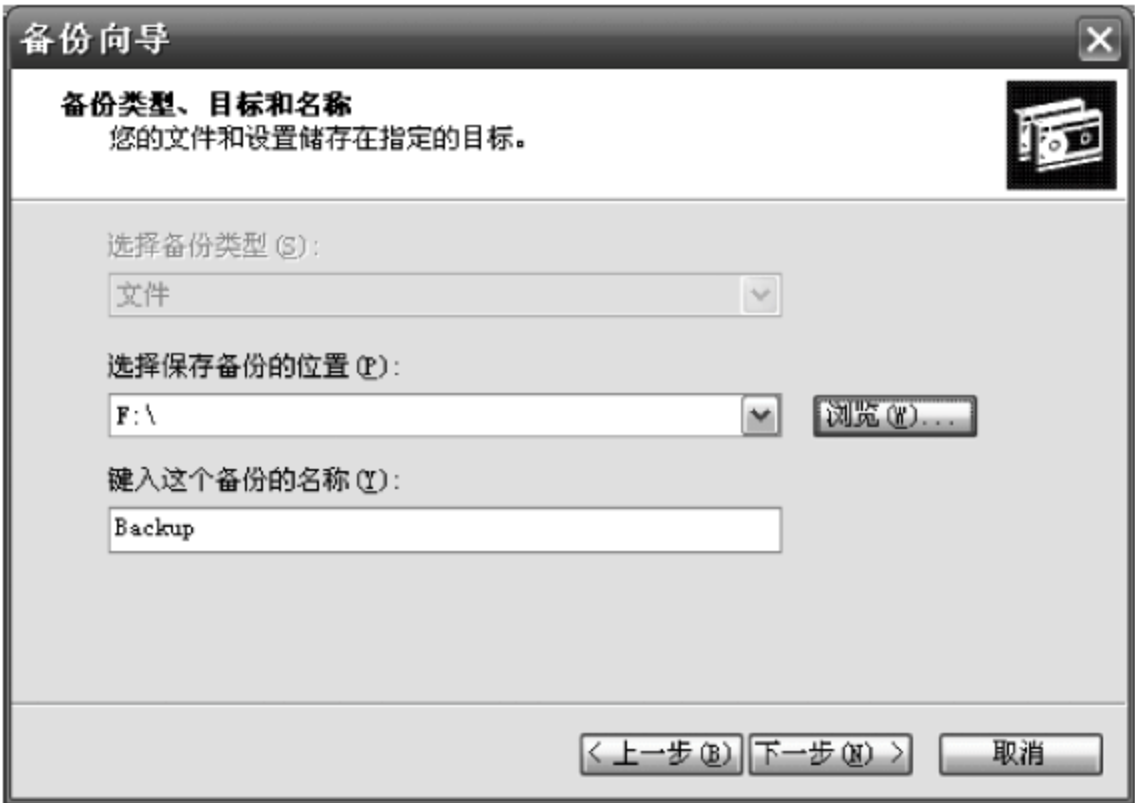 备份向导
备份类型、目标和名称
您的文件和设置储存在指定的目标。
选择备份类型(S):
文件
选择保存备份的位置(P):
F:\
浏览(W)...
键入这个备份的名称(Y):
Backup
< 上一步(B)
下一步(N) >
取消